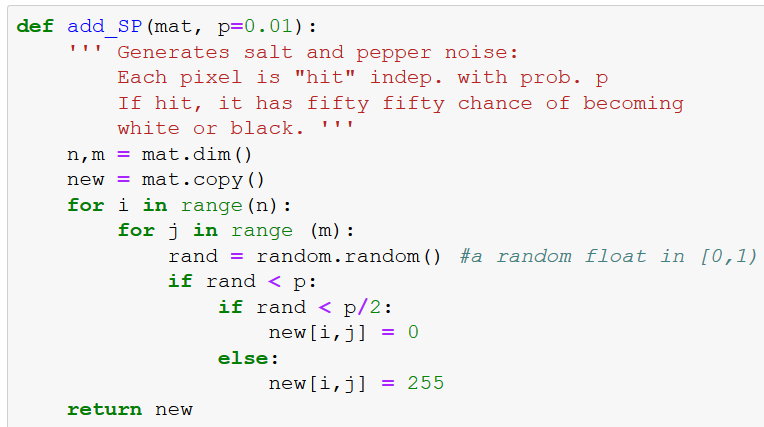 def add_SP(mat, p=0.01):
    ''' Generates salt and pepper noise:
        Each pixel is "hit" indep. with prob. p
        If hit, it has fifty fifty chance of becoming
        white or black. '''
    n,m = mat.dim()
    new = mat.copy()
    for i in range(n):
        for j in range (m):
            rand = random.random() #a random float in [0,1)
            if rand < p:
                if rand < p/2:
                    new[i,j] = 0
                else:
                    new[i,j] = 255
    return new